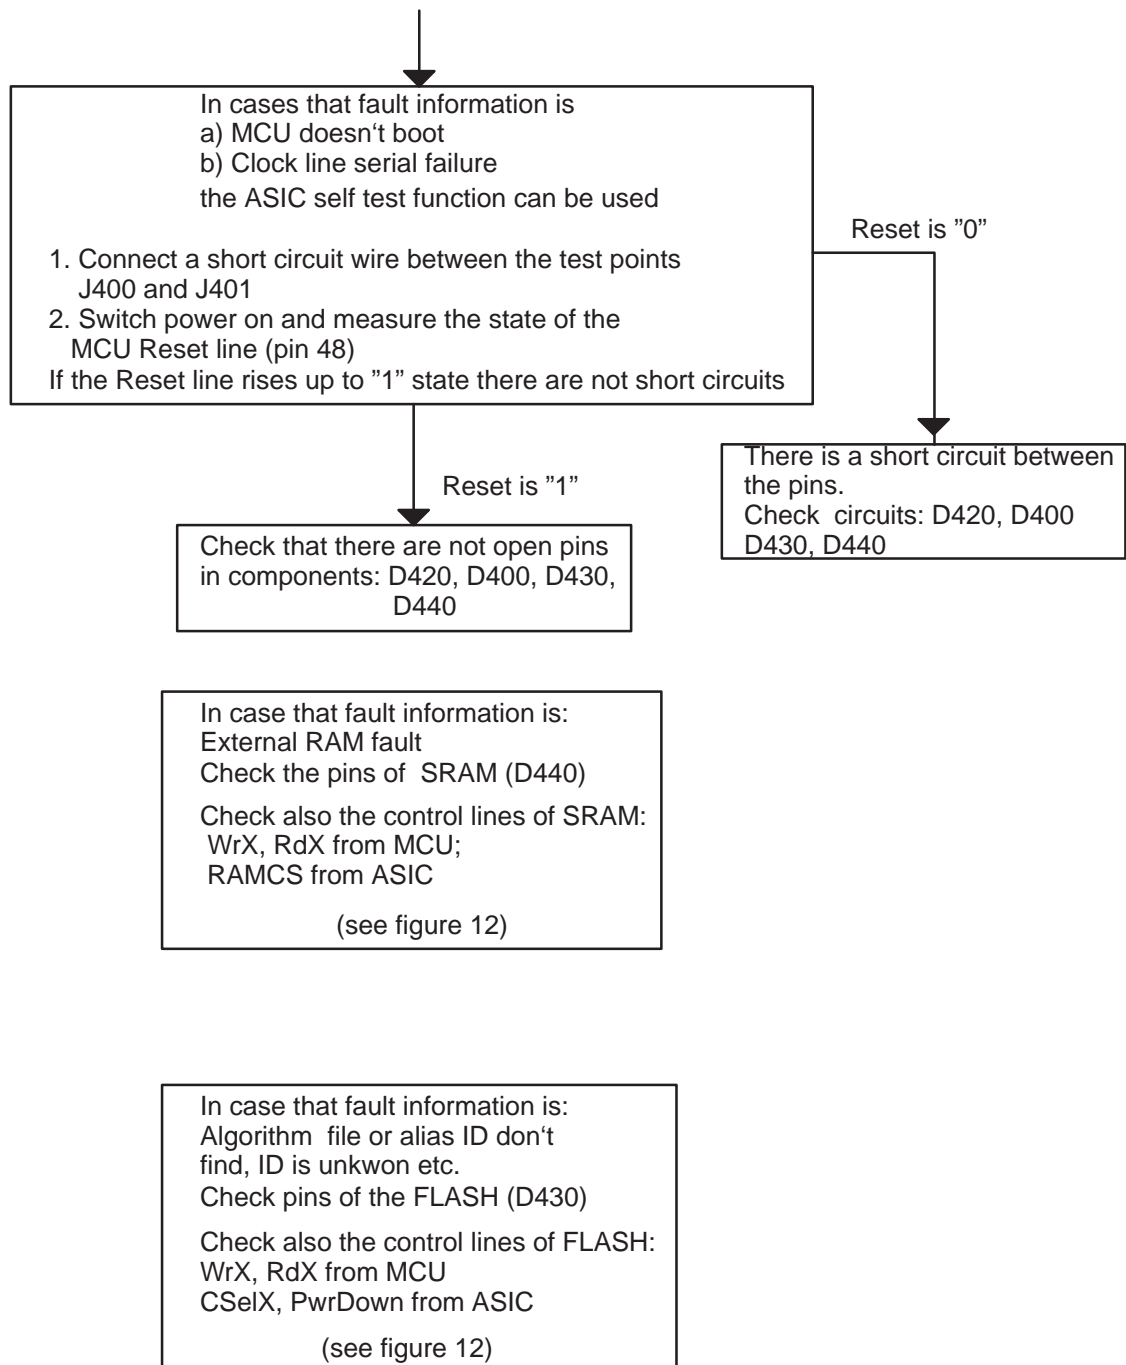 In cases that fault information is
a) MCU doesn‘t boot
b) Clock line serial failure
the ASIC self test function can be used
1. Connect a short circuit wire between the test points
J400 and J401
2. Switch power on and measure the state of the
MCU Reset line (pin 48)
If the Reset line rises up to ”1” state there are not short circuits
Reset is ”0”
There is a short circuit between
the pins.
Check circuits: D420, D400
D430, D440
Reset is ”1”
Check that there are not open pins
in components: D420, D400, D430,
D440
In case that fault information is:
External RAM fault
Check the pins of SRAM (D440)
Check also the control lines of SRAM:
WrX, RdX from MCU;
RAMCS from ASIC
(see figure 12)
In case that fault information is:
Algorithm file or alias ID don‘t
find, ID is unkwon etc.
Check pins of the FLASH (D430)
Check also the control lines of FLASH:
WrX, RdX from MCU
CSelX, PwrDown from ASIC
(see figure 12)